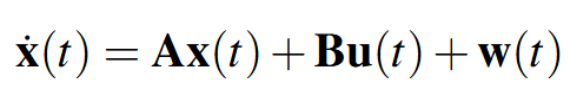 ẋ(t) = Ax(t) + Bu(t) + w(t)